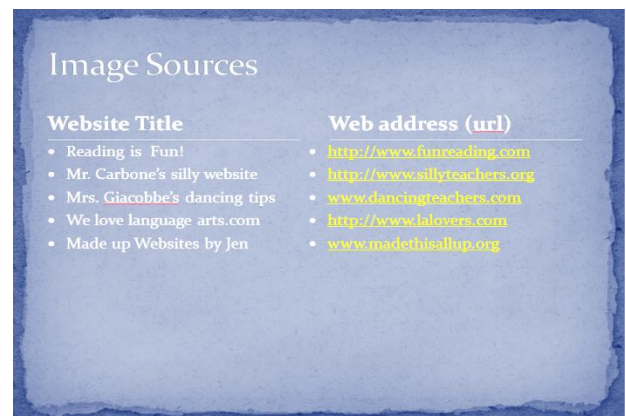 Image Sources
Website Title
Reading is Fun!
Mr. Carbone's silly website
Mrs. Giacobbe's dancing tips
We love language arts.com
Made up Websites by Jen
Web address (url)
http://www.funreading.com
http://www.sillyteachers.org
www.dancingteachers.com
http://www.lalovers.com
www.madethisallup.org